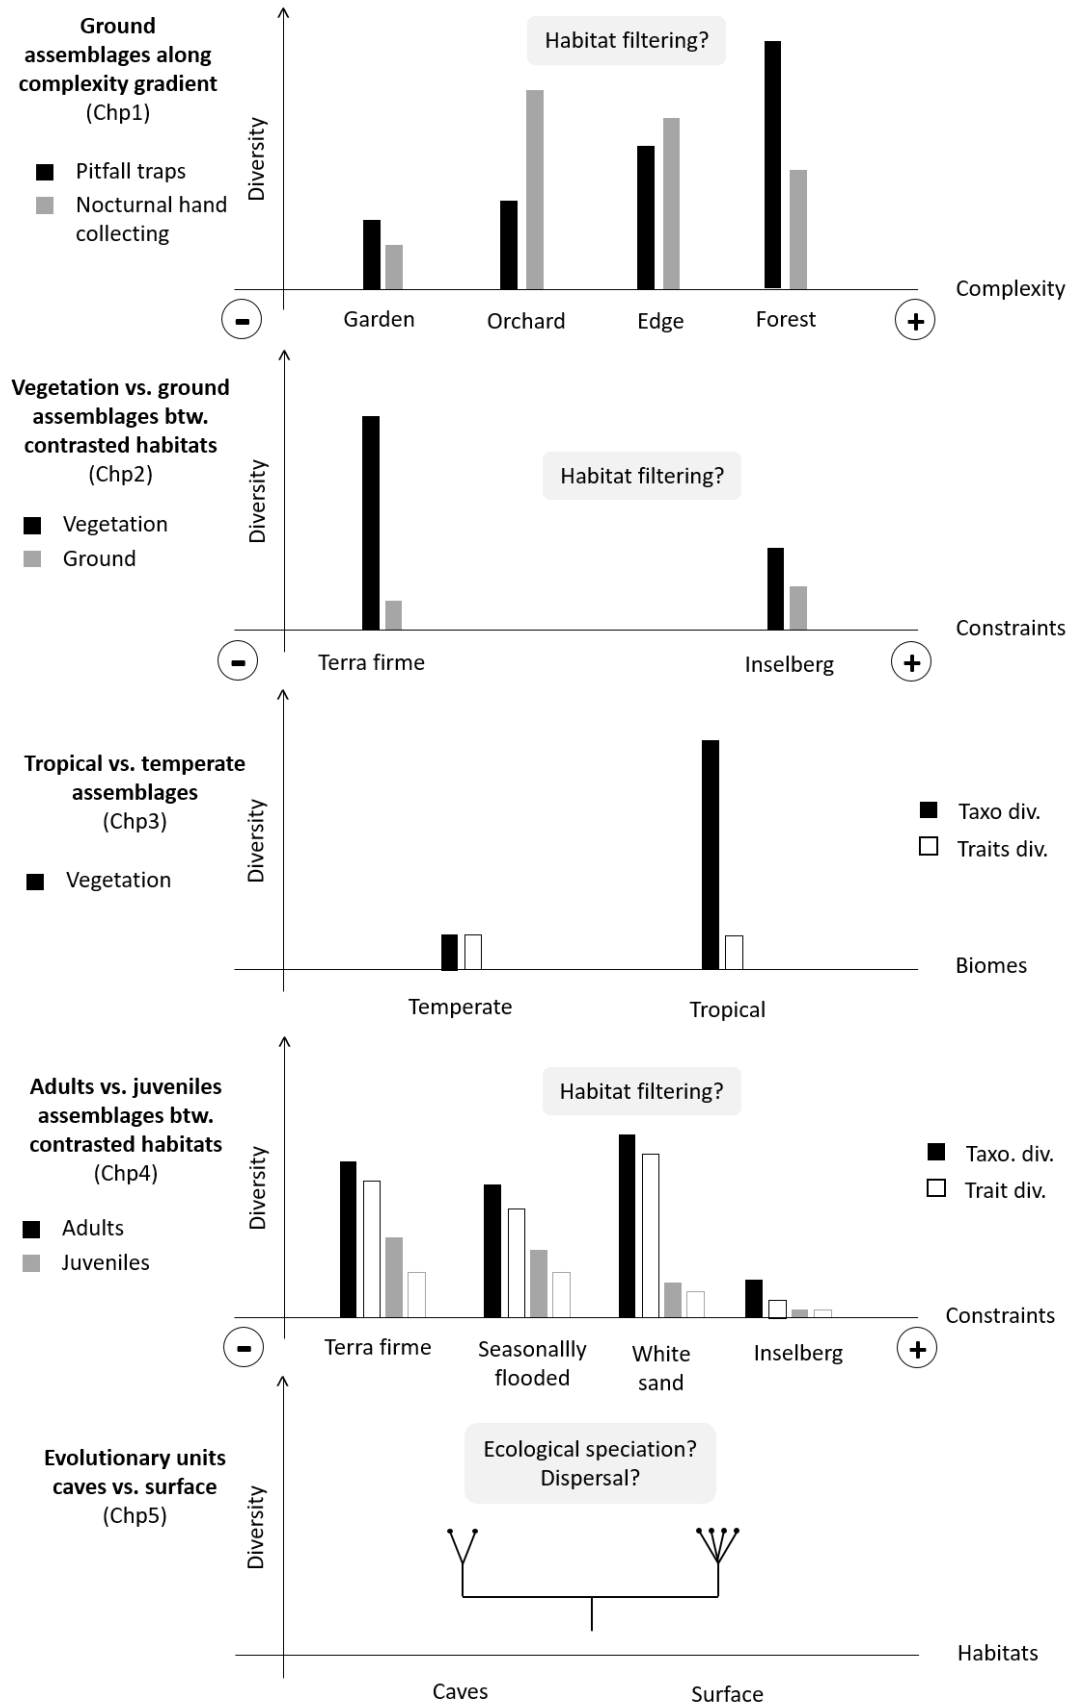 Ground
assemblages along
complexity gradient
(Chp1)
Pitfall traps
Nocturnal hand
collecting
Diversity
Habitat filtering?
Complexity
-
Garden
Orchard
Edge
Forest
+
Vegetation vs. ground
assemblages btw.
contrasted habitats
(Chp2)
Vegetation
Ground
Diversity
Habitat filtering?
Constraints
-
Terra firme
Inselberg
+
Tropical vs. temperate
assemblages
(Chp3)
Vegetation
Diversity
Taxo div.
Traits div.
Biomes
Temperate
Tropical
Adults vs. juveniles
assemblages btw.
contrasted habitats
(Chp4)
Adults
Juveniles
Diversity
Habitat filtering?
Taxo. div.
Trait div.
Constraints
-
Terra firme
Seasonallly
flooded
White
sand
Inselberg
+
Evolutionary units
caves vs. surface
(Chp5)
Diversity
Ecological speciation?
Dispersal?
Habitats
Caves
Surface